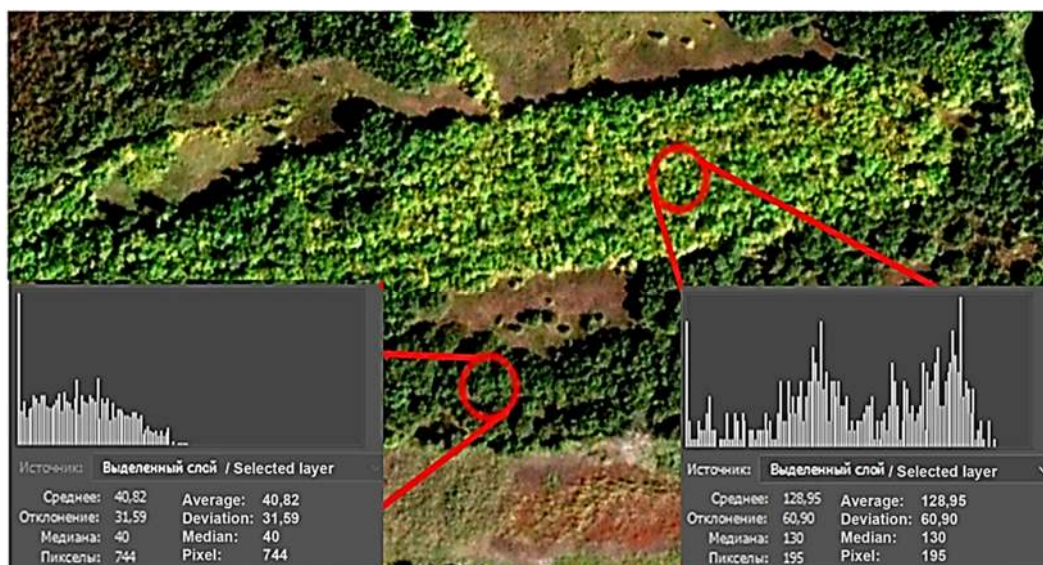 Источник: Выделенный слой / Selected layer
Среднее: 40,82 Average: 40,82
Отклонение: 31,59 Deviation: 31,59
Медиана: 40 Median: 40
Пикселы: 744 Pixel: 744
Источник: Выделенный слой / Selected layer
Среднее: 128,95 Average: 128,95
Отклонение: 60,90 Deviation: 60,90
Медиана: 130 Median: 130
Пикселы: 195 Pixel: 195